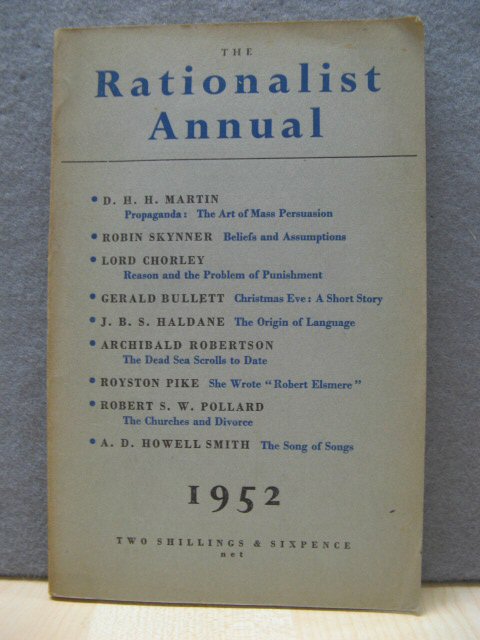 THE
Rationalist
Annual
• D. H. H. MARTIN
Propaganda: The Art of Mass Persuasion
• ROBIN SKYNNER Beliefs and Assumptions
• LORD CHORLEY
Reason and the Problem of Punishment
• GERALD BULLETT Christmas Eve: A Short Story
• J. B. S. HALDANE The Origin of Language
• ARCHIBALD ROBERTSON
The Dead Sea Scrolls to Date
• ROYSTON PIKE She Wrote "Robert Elsmere"
• ROBERT S. W. POLLARD
The Churches and Divorce
• A. D. HOWELL SMITH The Song of Songs
1952
TWO SHILLINGS & SIXPENCE
net